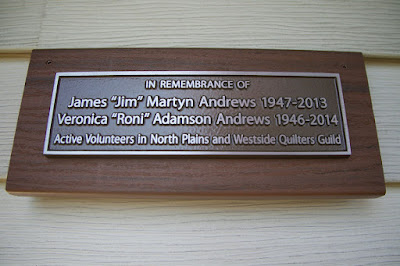 IN REMEMBRANCE OF
James "Jim" Martyn Andrews 1947-2013
Veronica "Roni" Adamson Andrews 1946-2014
Active Volunteers in North Plains and Westside Quilters Guild